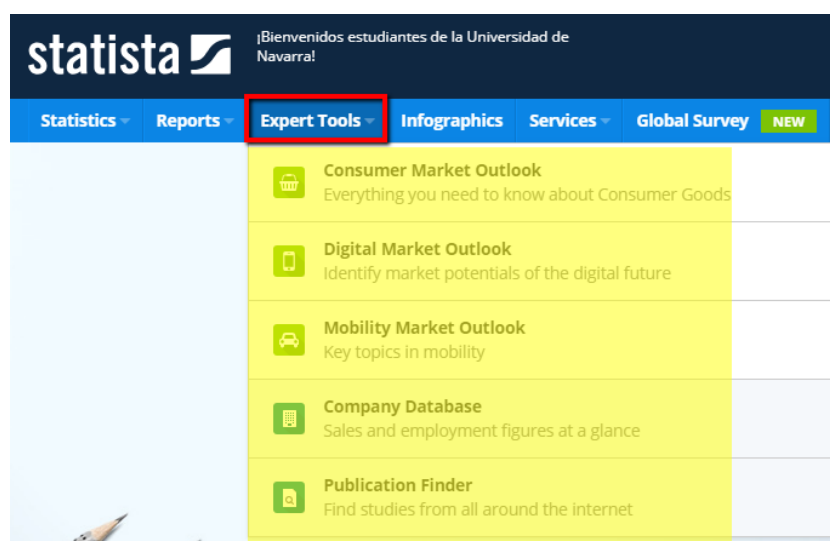 statista
¡Bienvenidos estudiantes de la Universidad de
Navarra!
Statistics Reports Expert Tools Infographics Services Global Survey NEW
Consumer Market Outlook
Everything you need to know about Consumer Goods
Digital Market Outlook
Identify market potentials of the digital future
Mobility Market Outlook
Key topics in mobility
Company Database
Sales and employment figures at a glance
Publication Finder
Find studies from all around the internet